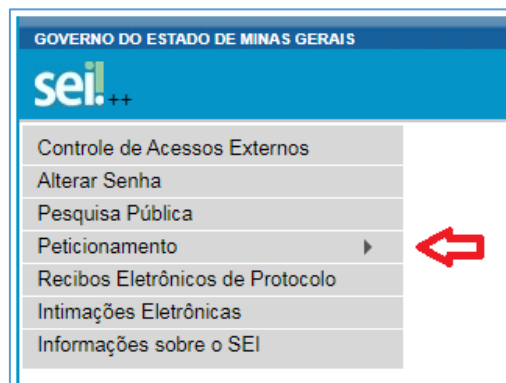 GOVERNO DO ESTADO DE MINAS GERAIS
sei!++
Controle de Acessos Externos
Alterar Senha
Pesquisa Pública
Peticionamento
Recibos Eletrônicos de Protocolo
Intimações Eletrônicas
Informações sobre o SEI